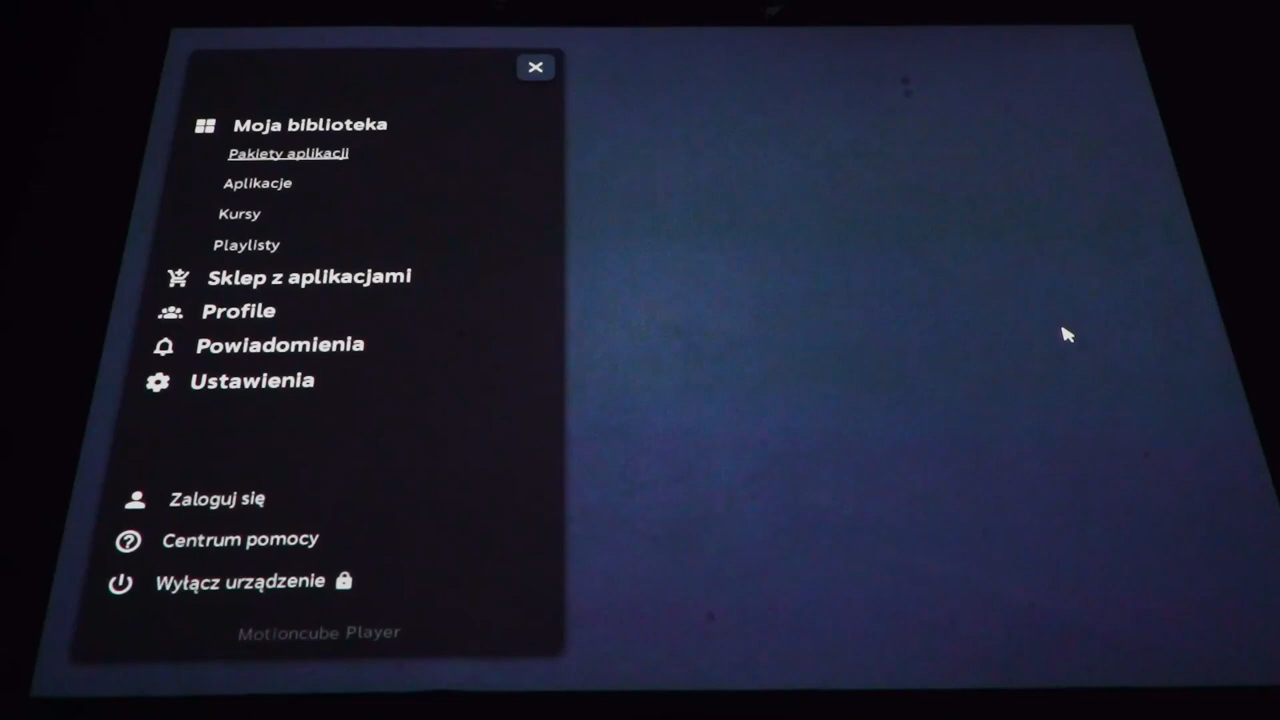 Moja biblioteka
Pakiety aplikacji
Aplikacje
Kursy
Playlisty
Sklep z aplikacjami
Profile
Powiadomienia
Ustawienia
Zaloguj się
Centrum pomocy
Wyłącz urządzenie
Motioncube Player